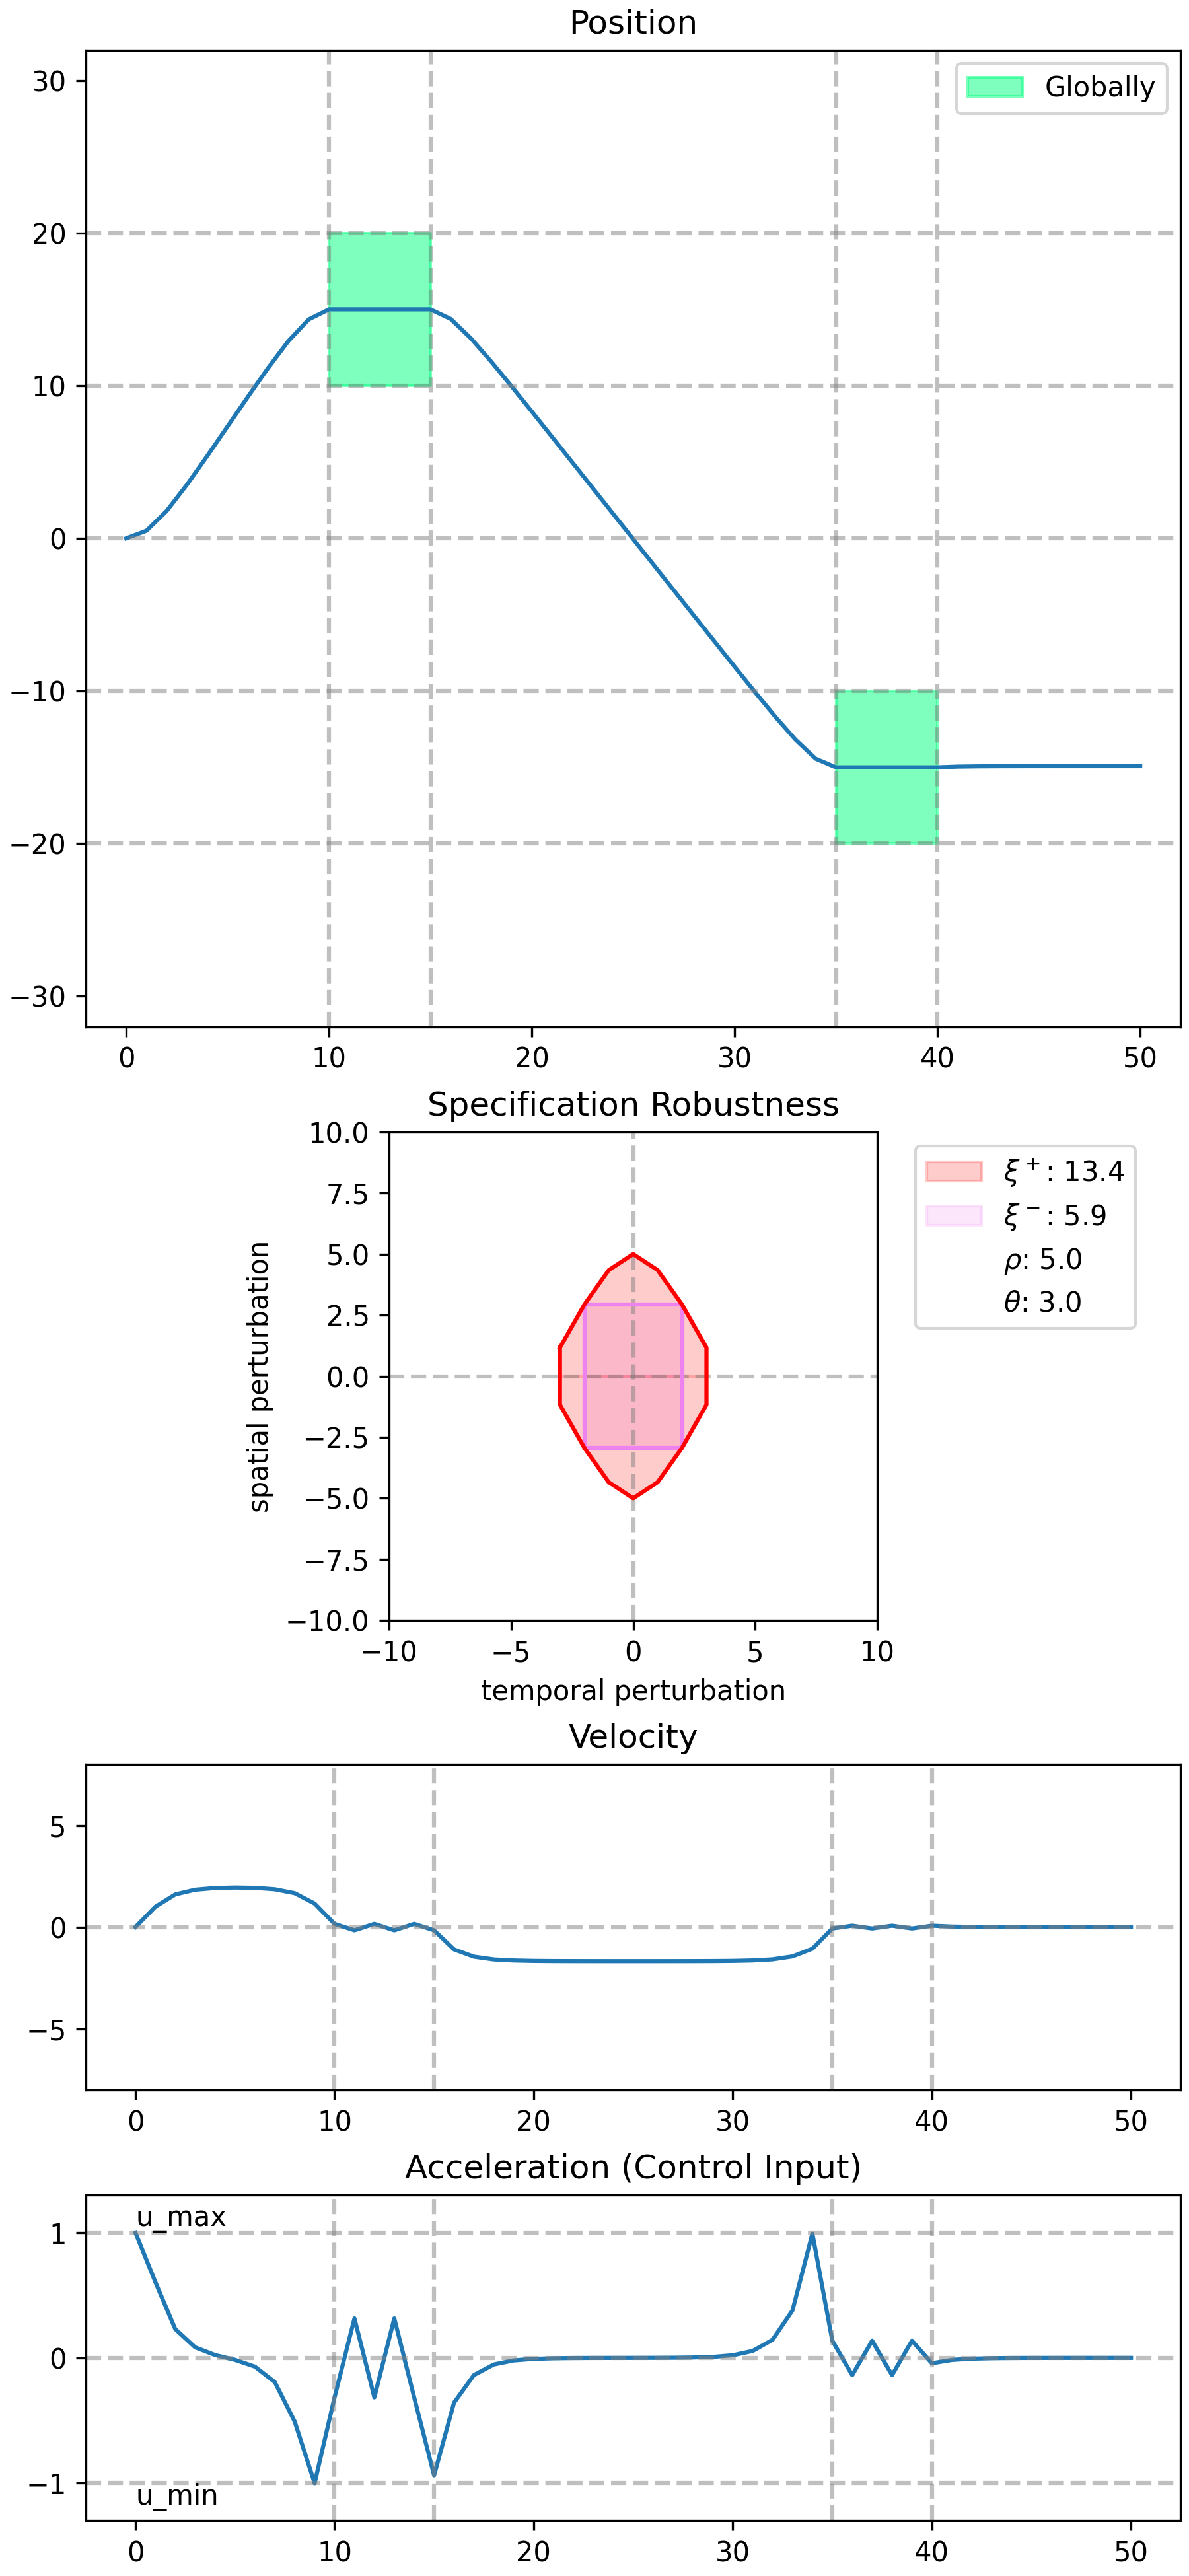 Position
Globally
30
20
10
0
−10
−20
−30
0 10 20 30 40 50
Specification Robustness
10.0
7.5
5.0
2.5
0.0
−2.5
−5.0
−7.5
−10.0
spatial perturbation
ξ⁺: 13.4
ξ⁻: 5.9
ρ: 5.0
θ: 3.0
−10 −5 0 5 10
temporal perturbation
Velocity
5
0
−5
0 10 20 30 40 50
Acceleration (Control Input)
u_max
1
0
−1
u_min
0 10 20 30 40 50